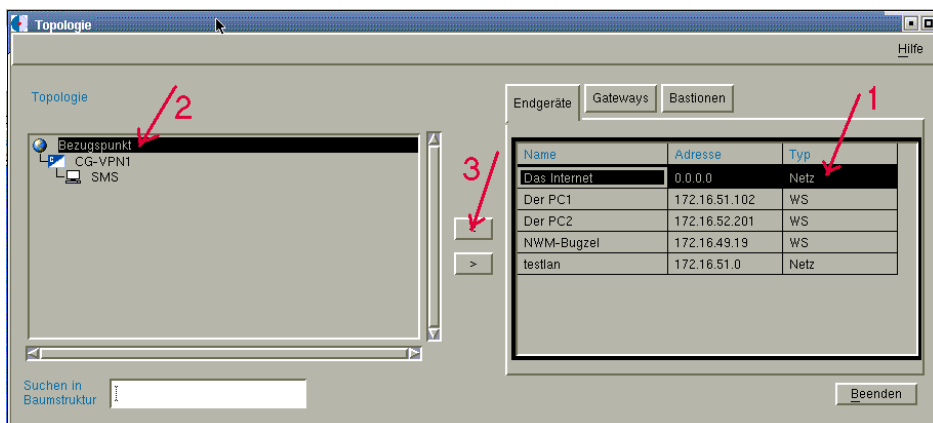 Topologie
Hilfe
Topologie
2
Bezugspunkt
CG-VPN1
SMS
3
<
>
Endgeräte Gateways Bastionen
1
Name Adresse Typ
Das Internet 0.0.0.0 Netz
Der PC1 172.16.51.102 WS
Der PC2 172.16.52.201 WS
NWM-Bugzel 172.16.49.19 WS
testlan 172.16.51.0 Netz
Suchen in
Baumstruktur
Beenden